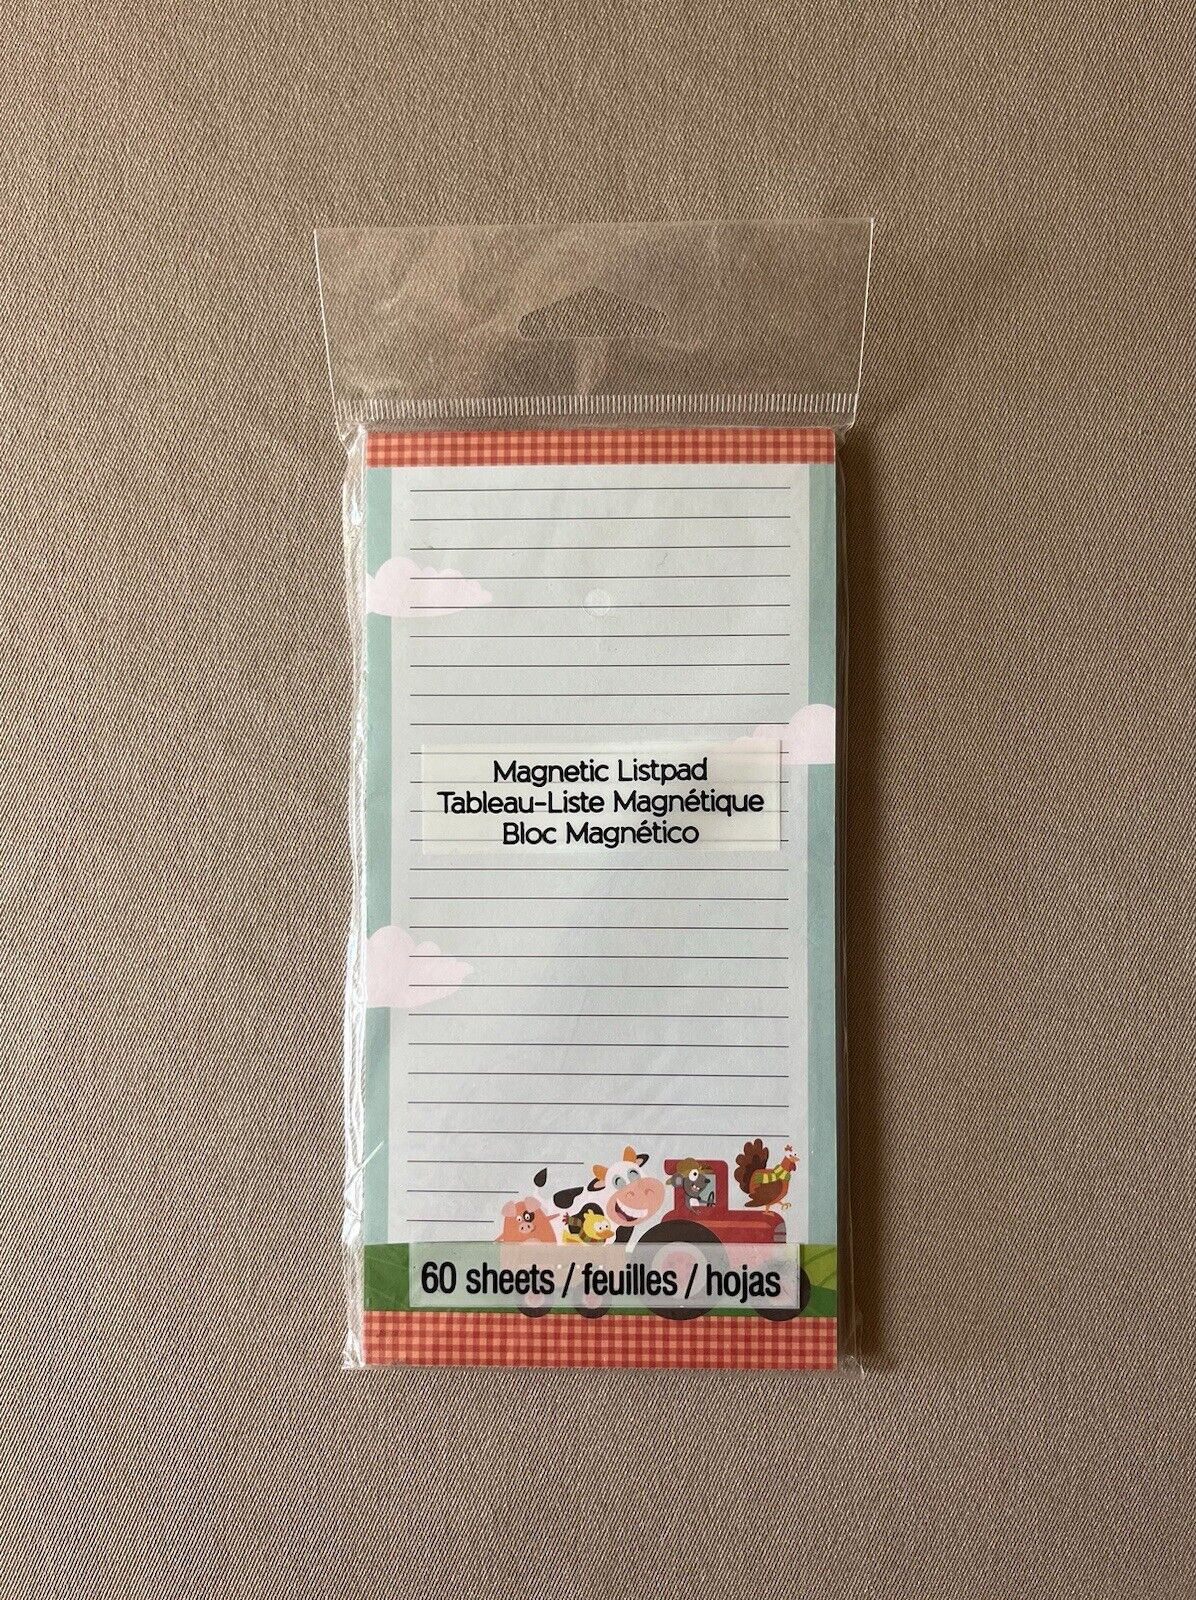 Magnetic Listpad
Tableau-Liste Magnétique
Bloc Magnético
60 sheets / feuilles / hojas